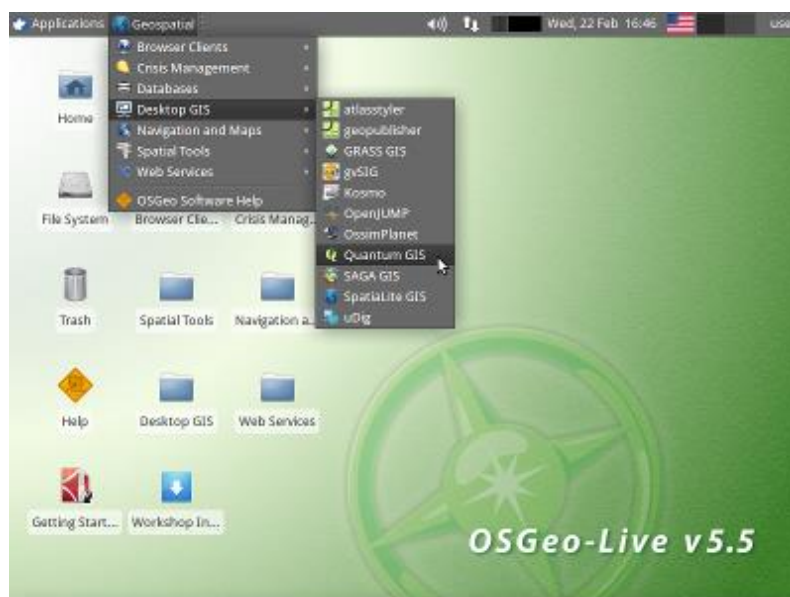 Applications Geospatial Wed, 22 Feb 16:46 use
Browser Clients
Crisis Management
Databases
Desktop GIS
Navigation and Maps
Spatial Tools
Web Services
OSGeo Software Help
atlasstyler
geopublisher
GRASS GIS
gvSIG
Kosmo
OpenJUMP
OssimPlanet
Quantum GIS
SAGA GIS
SpatiaLite GIS
uDig
Home
File System Browser Clie... Crisis Manag...
Trash Spatial Tools Navigation a...
Help Desktop GIS Web Services
Getting Start... Workshop In...
OSGeo-Live v5.5